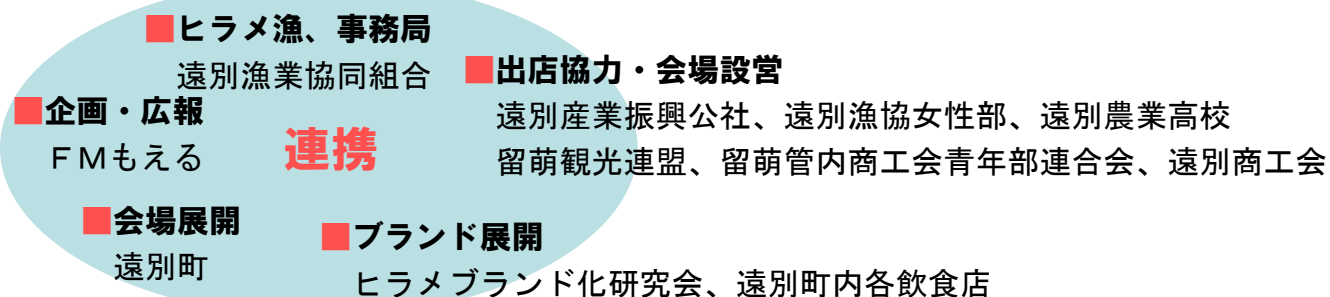 ■ヒラメ漁、事務局
遠別漁業協同組合
■出店協力・会場設営
遠別産業振興公社、遠別漁協女性部、遠別農業高校
留萌観光連盟、留萌管内商工会青年部連合会、遠別商工会
■企画・広報
ＦＭもえる
連携
■会場展開
遠別町
■ブランド展開
ヒラメブランド化研究会、遠別町内各飲食店